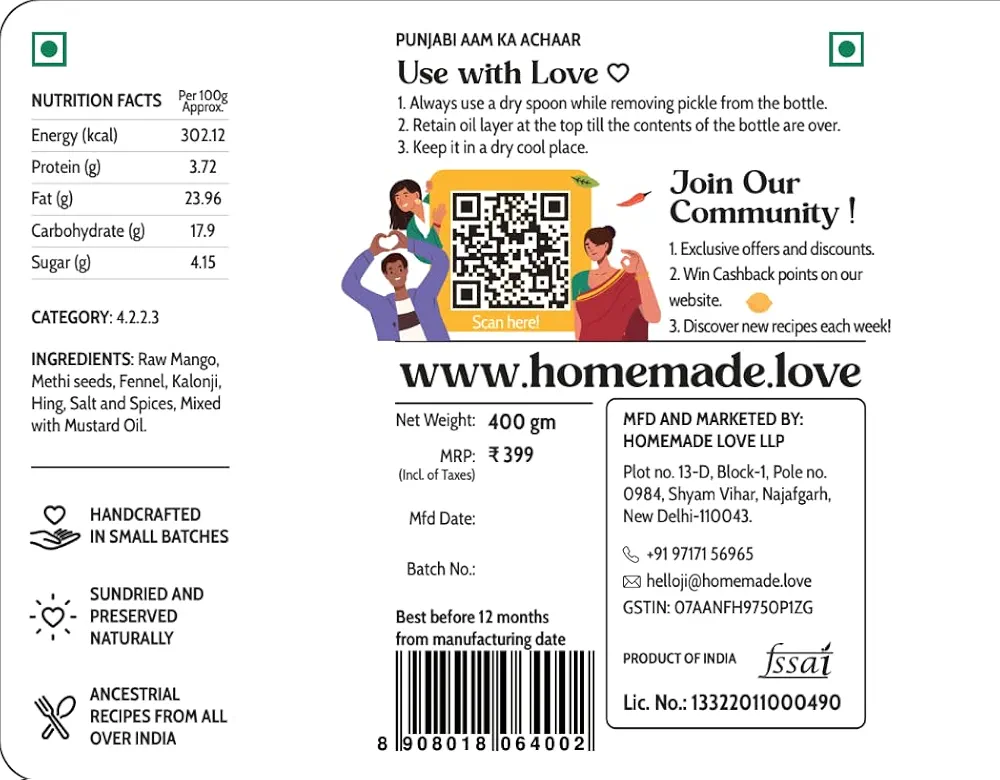 NUTRITION FACTS Per 100g Approx.
Energy (kcal) 302.12
Protein (g) 3.72
Fat (g) 23.96
Carbohydrate (g) 17.9
Sugar (g) 4.15
CATEGORY: 4.2.2.3
INGREDIENTS: Raw Mango,
Methi seeds, Fennel, Kalonji,
Hing, Salt and Spices, Mixed
with Mustard Oil.
HANDCRAFTED
IN SMALL BATCHES
SUNDRIED AND
PRESERVED
NATURALLY
ANCESTRIAL
RECIPES FROM ALL
OVER INDIA
PUNJABI AAM KA ACHAAR
Use with Love
1. Always use a dry spoon while removing pickle from the bottle.
2. Retain oil layer at the top till the contents of the bottle are over.
3. Keep it in a dry cool place.
Scan here!
Join Our
Community !
1. Exclusive offers and discounts.
2. Win Cashback points on our
website.
3. Discover new recipes each week!
www.homemade.love
Net Weight: 400 gm
MRP: ₹ 399
(Incl. of Taxes)
Mfd Date:
Batch No.:
Best before 12 months
from manufacturing date
8 908018 064002
MFD AND MARKETED BY:
HOMEMADE LOVE LLP
Plot no. 13-D, Block-1, Pole no.
0984, Shyam Vihar, Najafgarh,
New Delhi-110043.
+91 97171 56965
helloji@homemade.love
GSTIN: 07AANFH9750P1ZG
PRODUCT OF INDIA fssai
Lic. No.: 13322011000490